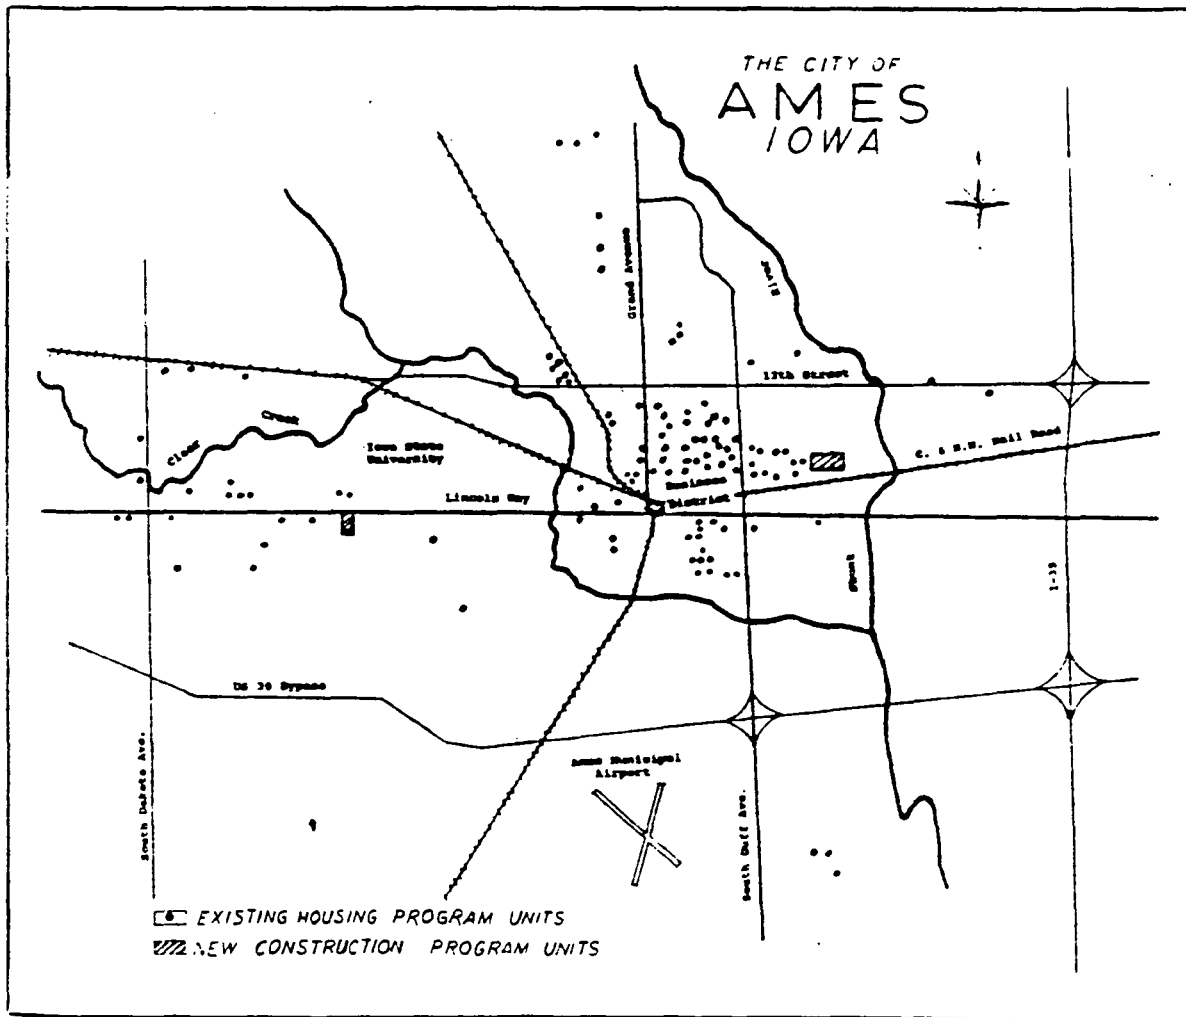 THE CITY OF
AMES
IOWA
Grand Avenue
River
13th Street
Clear
Creek
Iowa State
University
C. & N.W. Rail Road
Business
District
Lincoln Way
I-35
US 30 Bypass
Ames Municipal
Airport
South Dakota Ave.
South Duff Ave.
EXISTING HOUSING PROGRAM UNITS
NEW CONSTRUCTION PROGRAM UNITS